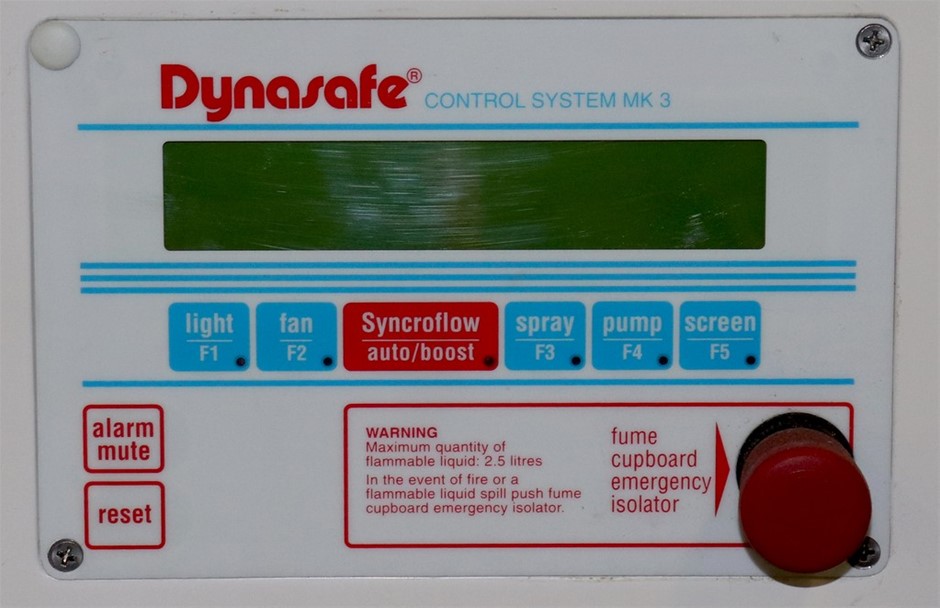 Dynasafe® CONTROL SYSTEM MK 3
light
F1
fan
F2
Syncroflow
auto/boost
spray
F3
pump
F4
screen
F5
alarm
mute
reset
WARNING
Maximum quantity of
flammable liquid: 2.5 litres
In the event of fire or a
flammable liquid spill push fume
cupboard emergency isolator.
fume
cupboard
emergency
isolator